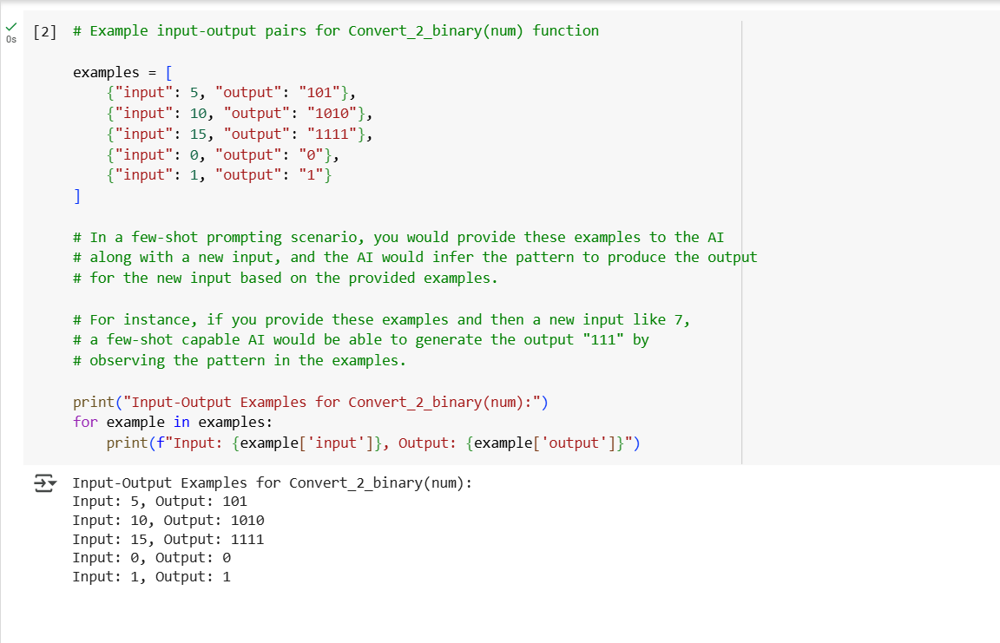 [2] # Example input-output pairs for Convert_2_binary(num) function
0s
examples = [
    {"input": 5, "output": "101"},
    {"input": 10, "output": "1010"},
    {"input": 15, "output": "1111"},
    {"input": 0, "output": "0"},
    {"input": 1, "output": "1"}
]
# In a few-shot prompting scenario, you would provide these examples to the AI
# along with a new input, and the AI would infer the pattern to produce the output
# for the new input based on the provided examples.
# For instance, if you provide these examples and then a new input like 7,
# a few-shot capable AI would be able to generate the output "111" by
# observing the pattern in the examples.
print("Input-Output Examples for Convert_2_binary(num):")
for example in examples:
    print(f"Input: {example['input']}, Output: {example['output']}")
Input-Output Examples for Convert_2_binary(num):
Input: 5, Output: 101
Input: 10, Output: 1010
Input: 15, Output: 1111
Input: 0, Output: 0
Input: 1, Output: 1